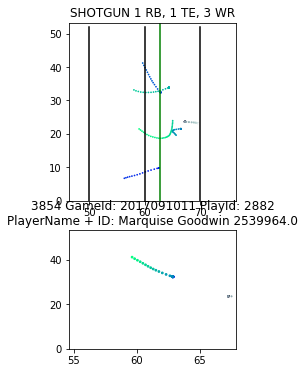 SHOTGUN 1 RB, 1 TE, 3 WR
50
40
30
20
10
0
50 60 70
3854 GameId: 2017091011 PlayId: 2882
PlayerName + ID: Marquise Goodwin 2539964.0
40
20
0
55 60 65